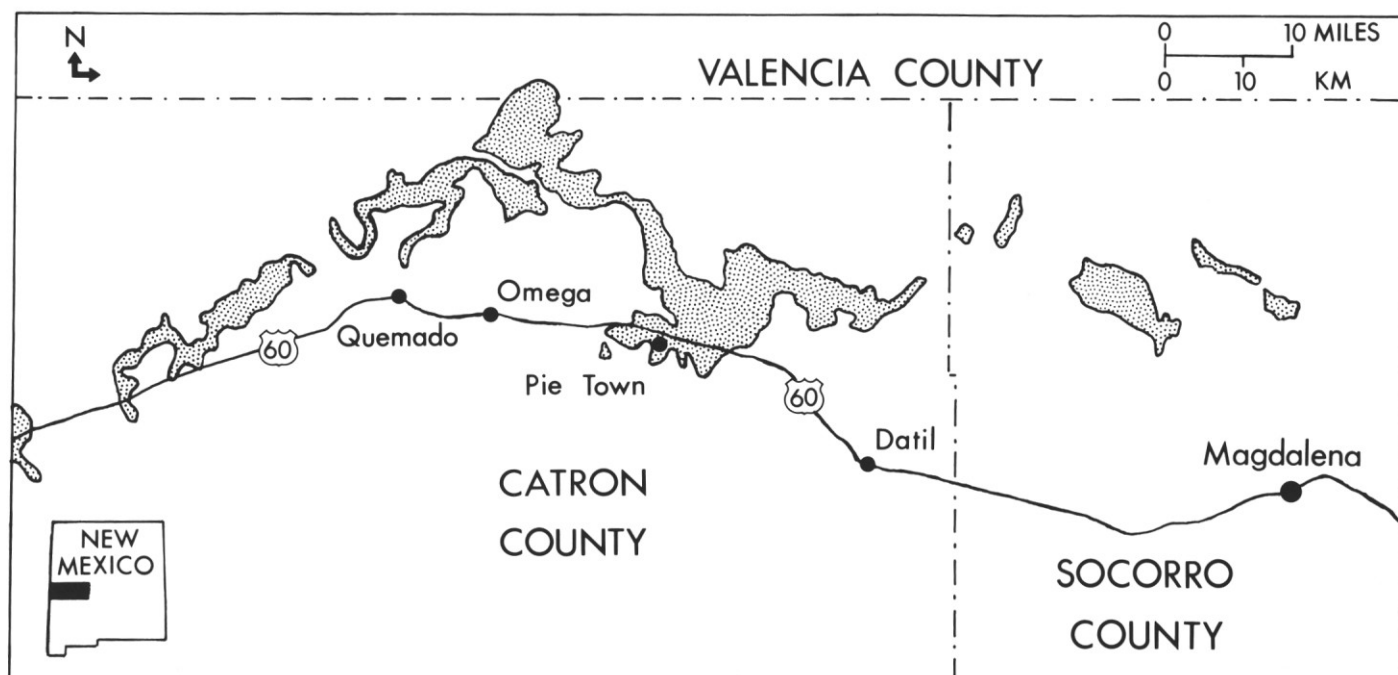 N
0 10 MILES
0 10 KM
VALENCIA COUNTY
Omega
Quemado
60
Pie Town
60
Datil
Magdalena
CATRON
COUNTY
NEW
MEXICO
SOCORRO
COUNTY